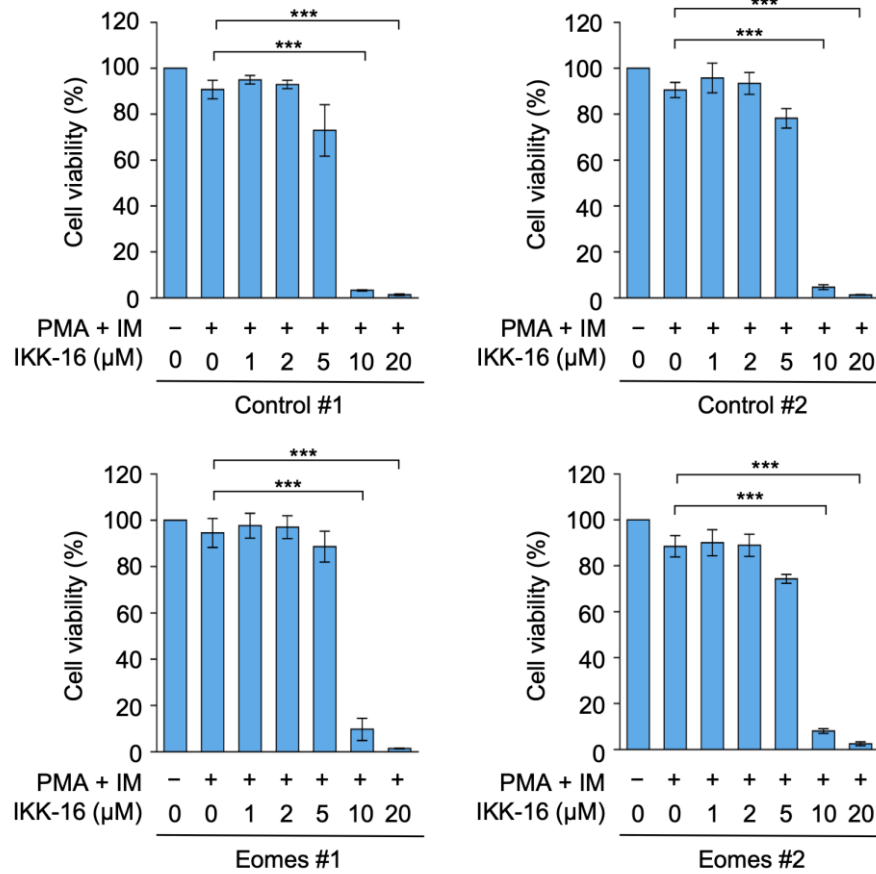 ***
***
120
100
80
60
40
20
0
Cell viability (%)
PMA + IM − + + + + + +
IKK-16 (µM) 0 0 1 2 5 10 20
Control #1
***
***
120
100
80
60
40
20
0
Cell viability (%)
PMA + IM − + + + + + +
IKK-16 (µM) 0 0 1 2 5 10 20
Control #2
***
***
120
100
80
60
40
20
0
Cell viability (%)
PMA + IM − + + + + + +
IKK-16 (µM) 0 0 1 2 5 10 20
Eomes #1
***
***
120
100
80
60
40
20
0
Cell viability (%)
PMA + IM − + + + + + +
IKK-16 (µM) 0 0 1 2 5 10 20
Eomes #2